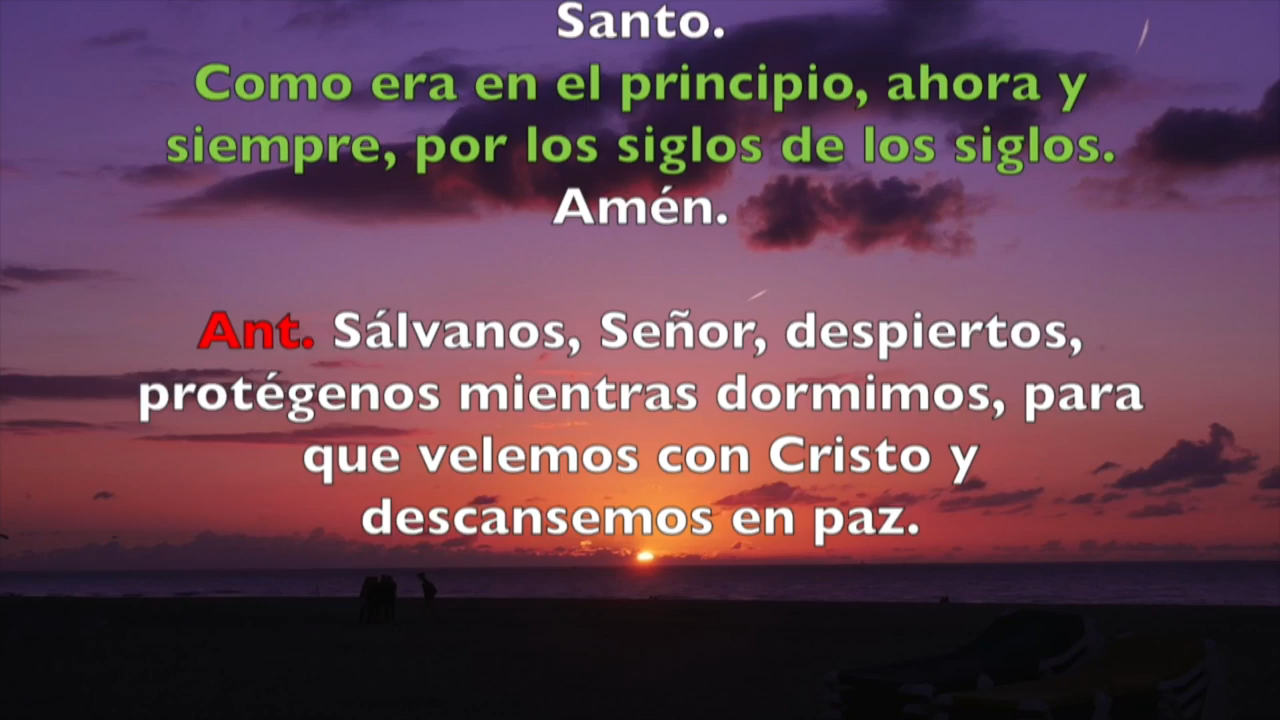 Santo.
Como era en el principio, ahora y
siempre, por los siglos de los siglos.
Amén.
Ant. Sálvanos, Señor, despiertos,
protégenos mientras dormimos, para
que velemos con Cristo y
descansemos en paz.